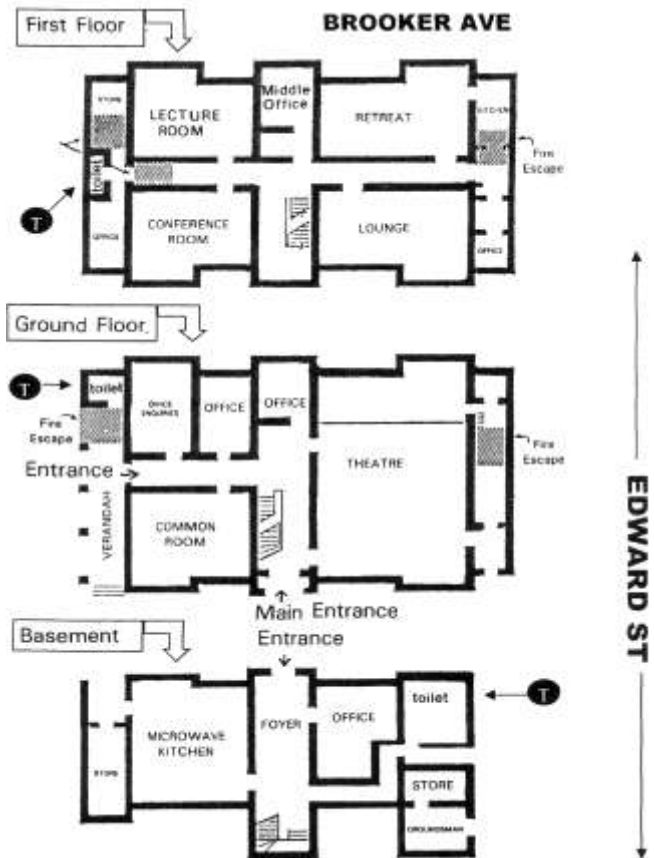 First Floor
BROOKER AVE
STORE
LECTURE
ROOM
Middle
Office
RETREAT
KITCHEN
Fire
Escape
toilet
T
OFFICE
CONFERENCE
ROOM
LOUNGE
OFFICE
Ground Floor
T
toilet
Fire
Escape
OFFICE
ENQUIRIES
OFFICE
OFFICE
THEATRE
Fire
Escape
Entrance
VERANDAH
COMMON
ROOM
EDWARD ST
Main Entrance
Basement
Entrance
toilet
T
MICROWAVE
KITCHEN
FOYER
OFFICE
STORE
STORE
GROUNDSMAN